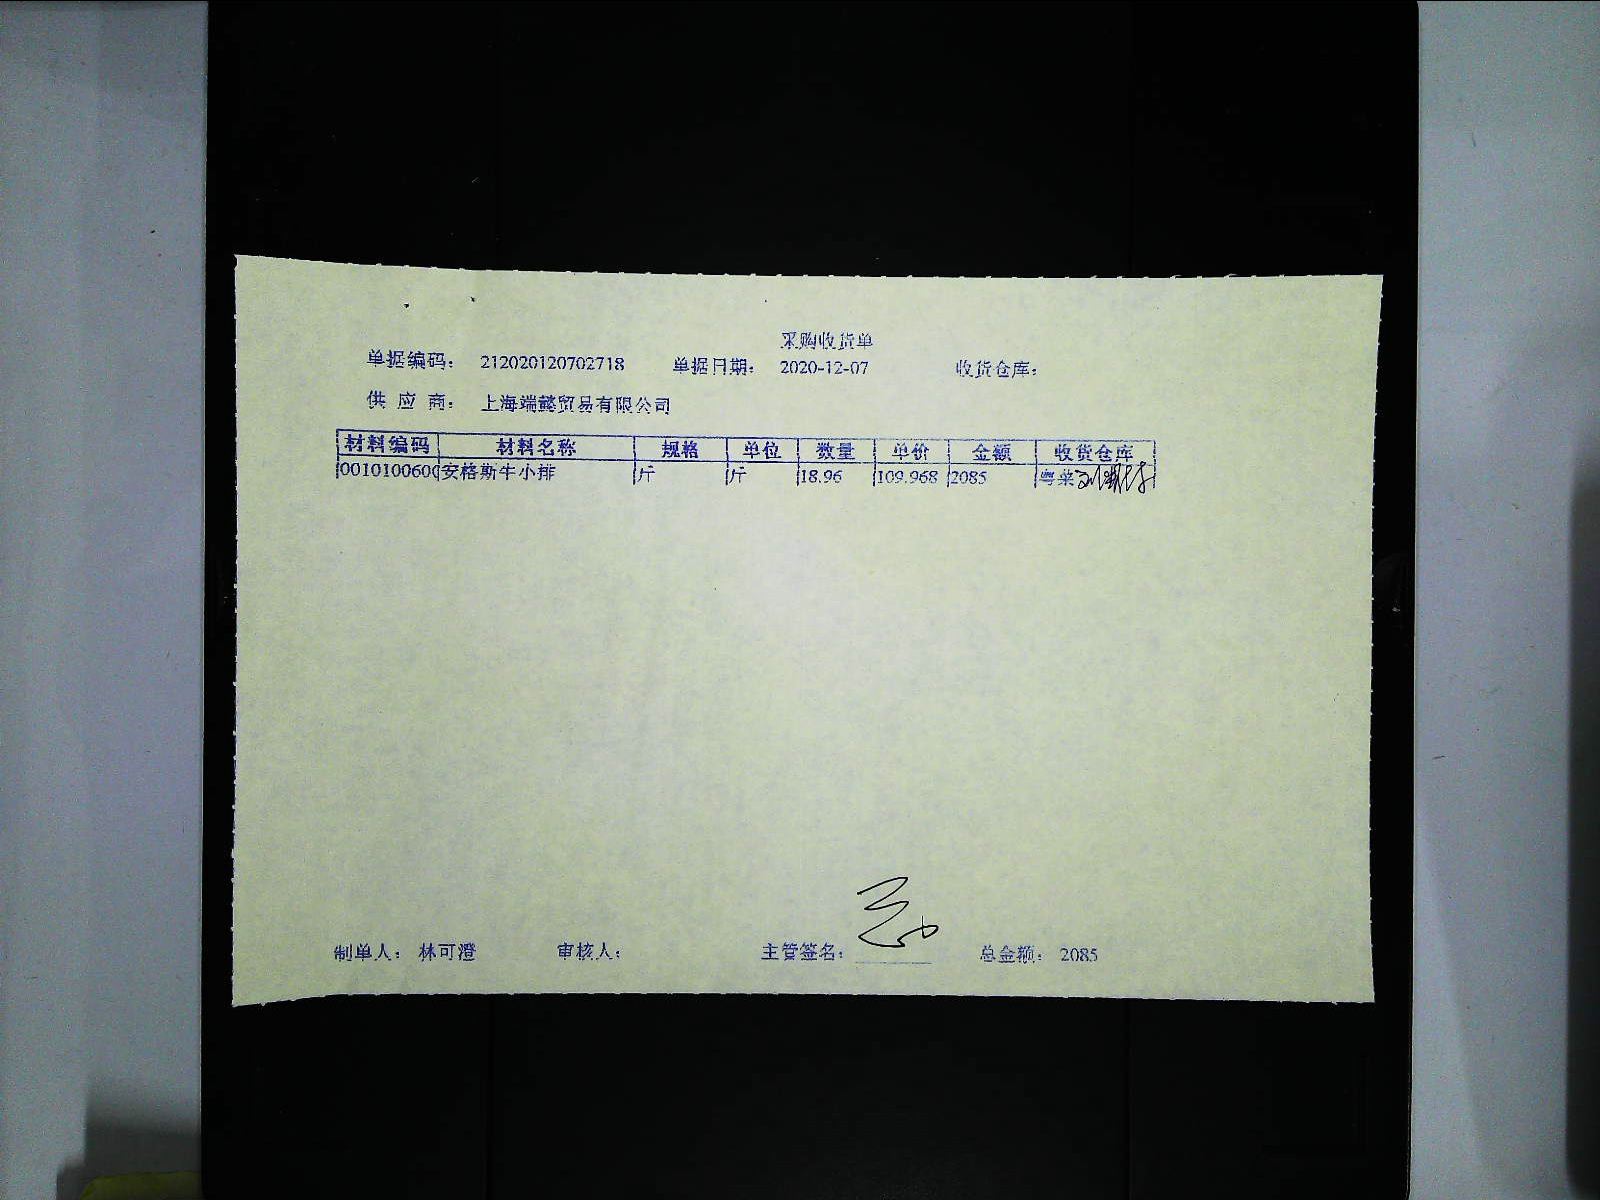 采购收货单
单据编码： 212020120702718 单据日期： 2020-12-07 收货仓库：
供 应 商： 上海端懿贸易有限公司
材料编码 材料名称 规格 单位 数量 单价 金额 收货仓库
0010100600 安格斯牛小排 斤 斤 18.96 109.968 2085 粤菜
制单人： 林可澄 审核人： 主管签名： 总金额： 2085